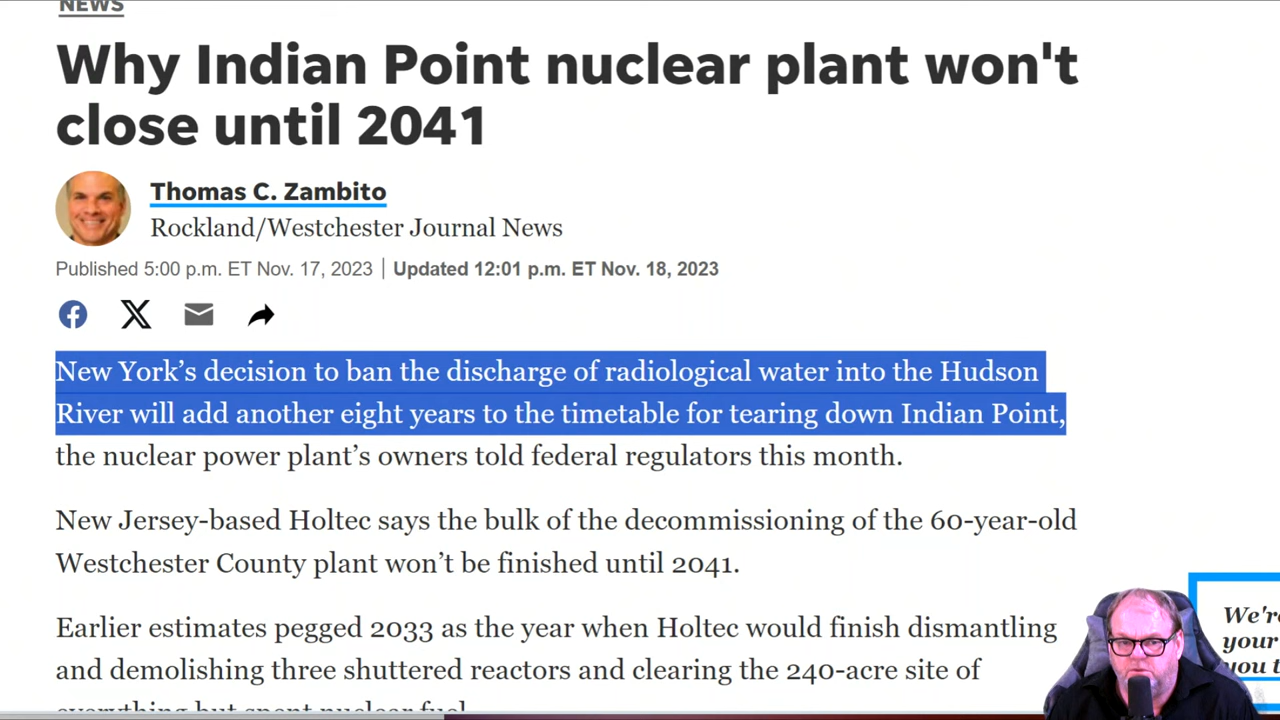 NEWS
Why Indian Point nuclear plant won't
close until 2041
Thomas C. Zambito
Rockland/Westchester Journal News
Published 5:00 p.m. ET Nov. 17, 2023 | Updated 12:01 p.m. ET Nov. 18, 2023
New York’s decision to ban the discharge of radiological water into the Hudson
River will add another eight years to the timetable for tearing down Indian Point,
the nuclear power plant’s owners told federal regulators this month.
New Jersey-based Holtec says the bulk of the decommissioning of the 60-year-old
Westchester County plant won’t be finished until 2041.
Earlier estimates pegged 2033 as the year when Holtec would finish dismantling
and demolishing three shuttered reactors and clearing the 240-acre site of
everything but spent nuclear fuel.
We're
your
you t